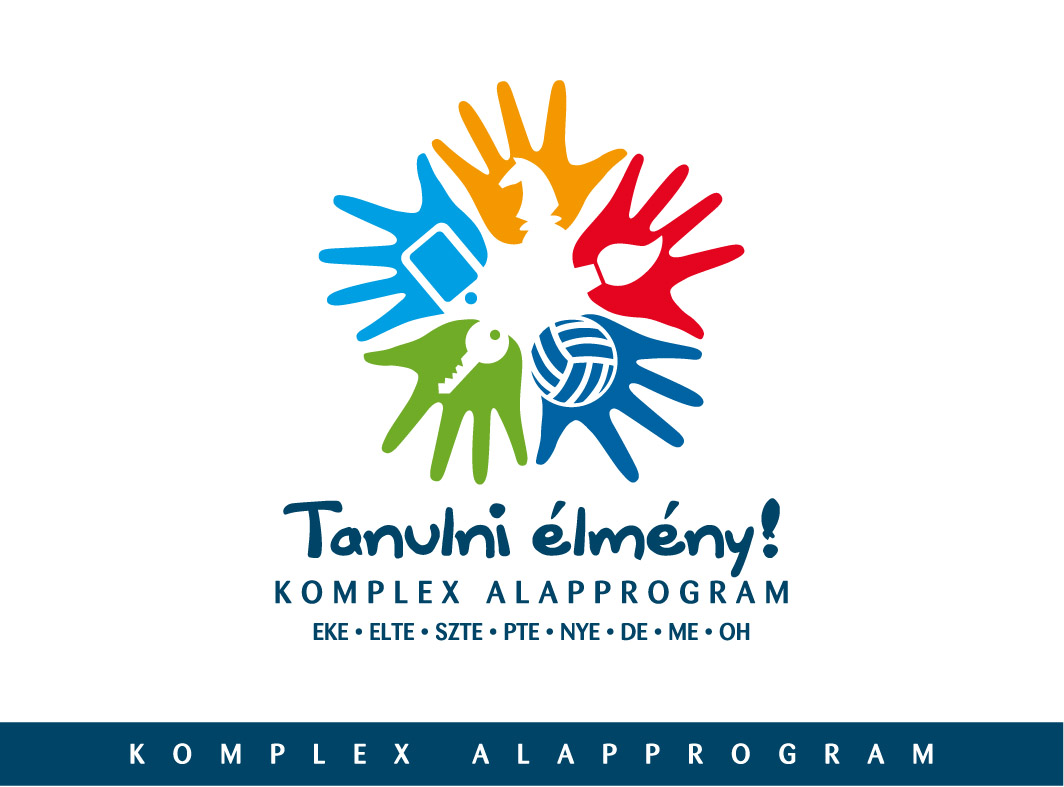 Tanulni élmény!
KOMPLEX ALAPPROGRAM
EKE • ELTE • SZTE • PTE • NYE • DE • ME • OH
KOMPLEX ALAPPROGRAM